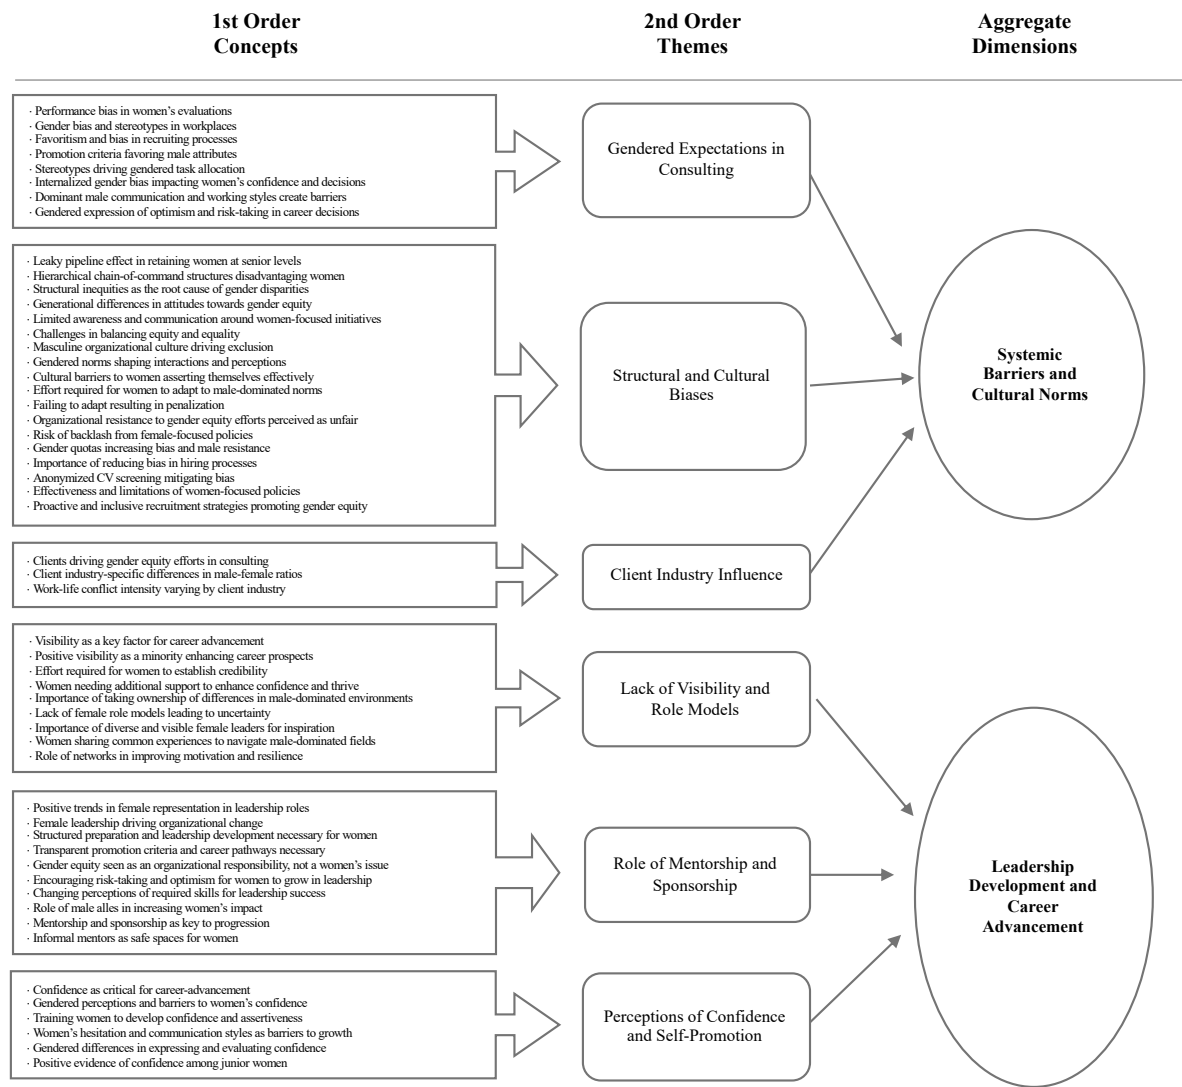 1st Order
Concepts
2nd Order
Themes
Aggregate
Dimensions
· Performance bias in women's evaluations
· Gender bias and stereotypes in workplaces
· Favoritism and bias in recruiting processes
· Promotion criteria favoring male attributes
· Stereotypes driving gendered task allocation
· Internalized gender bias impacting women's confidence and decisions
· Dominant male communication and working styles create barriers
· Gendered expression of optimism and risk-taking in career decisions
Gendered Expectations in
Consulting
· Leaky pipeline effect in retaining women at senior levels
· Hierarchical chain-of-command structures disadvantaging women
· Structural inequities as the root cause of gender disparities
· Generational differences in attitudes towards gender equity
· Limited awareness and communication around women-focused initiatives
· Challenges in balancing equity and equality
· Masculine organizational culture driving exclusion
· Gendered norms shaping interactions and perceptions
· Cultural barriers to women asserting themselves effectively
· Effort required for women to adapt to male-dominated norms
· Failing to adapt resulting in penalization
· Organizational resistance to gender equity efforts perceived as unfair
· Risk of backlash from female-focused policies
· Gender quotas increasing bias and male resistance
· Importance of reducing bias in hiring processes
· Anonymized CV screening mitigating bias
· Effectiveness and limitations of women-focused policies
· Proactive and inclusive recruitment strategies promoting gender equity
Structural and Cultural
Biases
· Clients driving gender equity efforts in consulting
· Client industry-specific differences in male-female ratios
· Work-life conflict intensity varying by client industry
Client Industry Influence
Systemic
Barriers and
Cultural Norms
· Visibility as a key factor for career advancement
· Positive visibility as a minority enhancing career prospects
· Effort required for women to establish credibility
· Women needing additional support to enhance confidence and thrive
· Importance of taking ownership of differences in male-dominated environments
· Lack of female role models leading to uncertainty
· Importance of diverse and visible female leaders for inspiration
· Women sharing common experiences to navigate male-dominated fields
· Role of networks in improving motivation and resilience
Lack of Visibility and
Role Models
· Positive trends in female representation in leadership roles
· Female leadership driving organizational change
· Structured preparation and leadership development necessary for women
· Transparent promotion criteria and career pathways necessary
· Gender equity seen as an organizational responsibility, not a women's issue
· Encouraging risk-taking and optimism for women to grow in leadership
· Changing perceptions of required skills for leadership success
· Role of male alles in increasing women's impact
· Mentorship and sponsorship as key to progression
· Informal mentors as safe spaces for women
Role of Mentorship and
Sponsorship
· Confidence as critical for career-advancement
· Gendered perceptions and barriers to women's confidence
· Training women to develop confidence and assertiveness
· Women's hesitation and communication styles as barriers to growth
· Gendered differences in expressing and evaluating confidence
· Positive evidence of confidence among junior women
Perceptions of Confidence
and Self-Promotion
Leadership
Development and
Career
Advancement